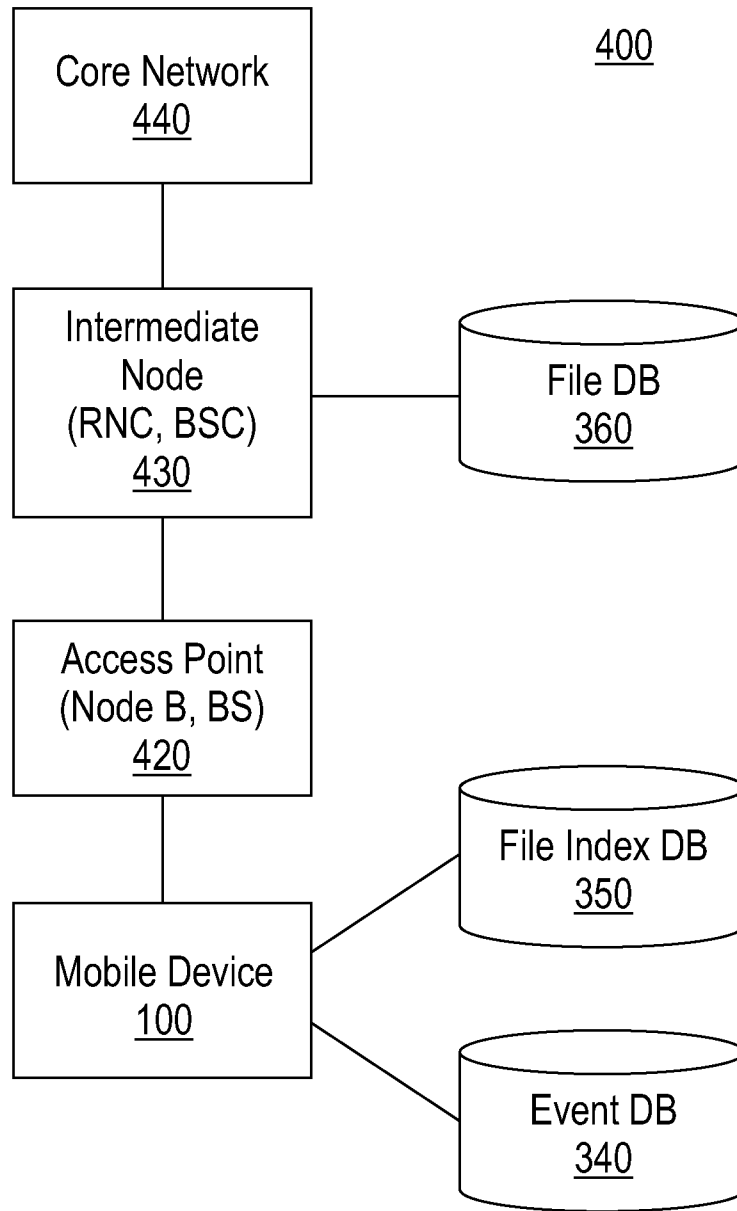 Core Network
440
400
Intermediate
Node
(RNC, BSC)
430
File DB
360
Access Point
(Node B, BS)
420
File Index DB
350
Mobile Device
100
Event DB
340